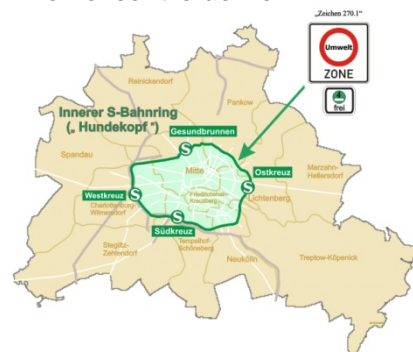 „Zeichen 270.1"
Umwelt
ZONE
4
frei
Reinickendorf
Pankow
Innerer S-Bahnring
(„ Hundekopf ")
Gesundbrunnen
S
Spandau
Mitte
Ostkreuz
S
Marzahn-
Hellersdorf
Westkreuz
S
Friedrichshain-
Kreuzberg
Lichtenberg
Charlottenburg-
Wilmersdorf
S
Südkreuz
Steglitz-
Zehlendorf
Tempelhof-
Schöneberg
Neukölln
Treptow-Köpenick